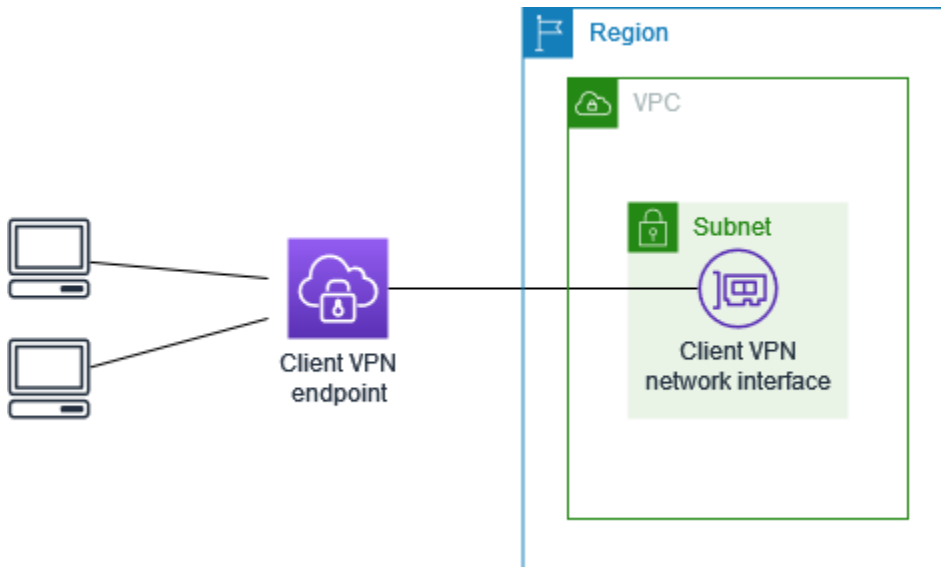 Region
VPC
Subnet
Client VPN
endpoint
Client VPN
network interface